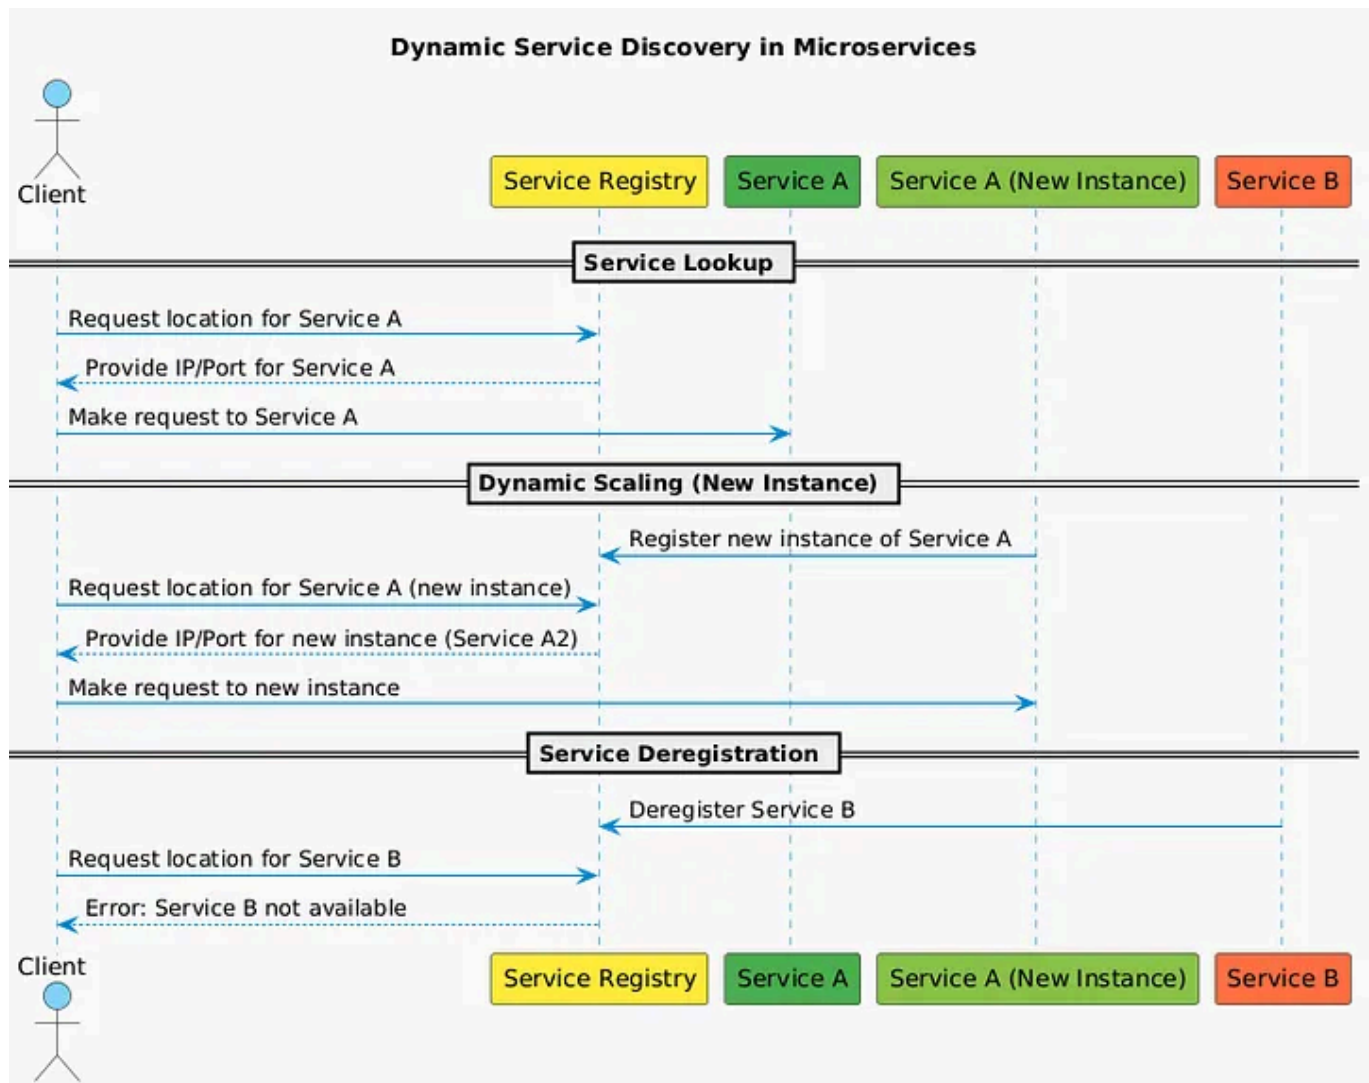 Dynamic Service Discovery in Microservices
Client
Service Registry
Service A
Service A (New Instance)
Service B
Service Lookup
Request location for Service A
Provide IP/Port for Service A
Make request to Service A
Dynamic Scaling (New Instance)
Register new instance of Service A
Request location for Service A (new instance)
Provide IP/Port for new instance (Service A2)
Make request to new instance
Service Deregistration
Deregister Service B
Request location for Service B
Error: Service B not available
Client
Service Registry
Service A
Service A (New Instance)
Service B